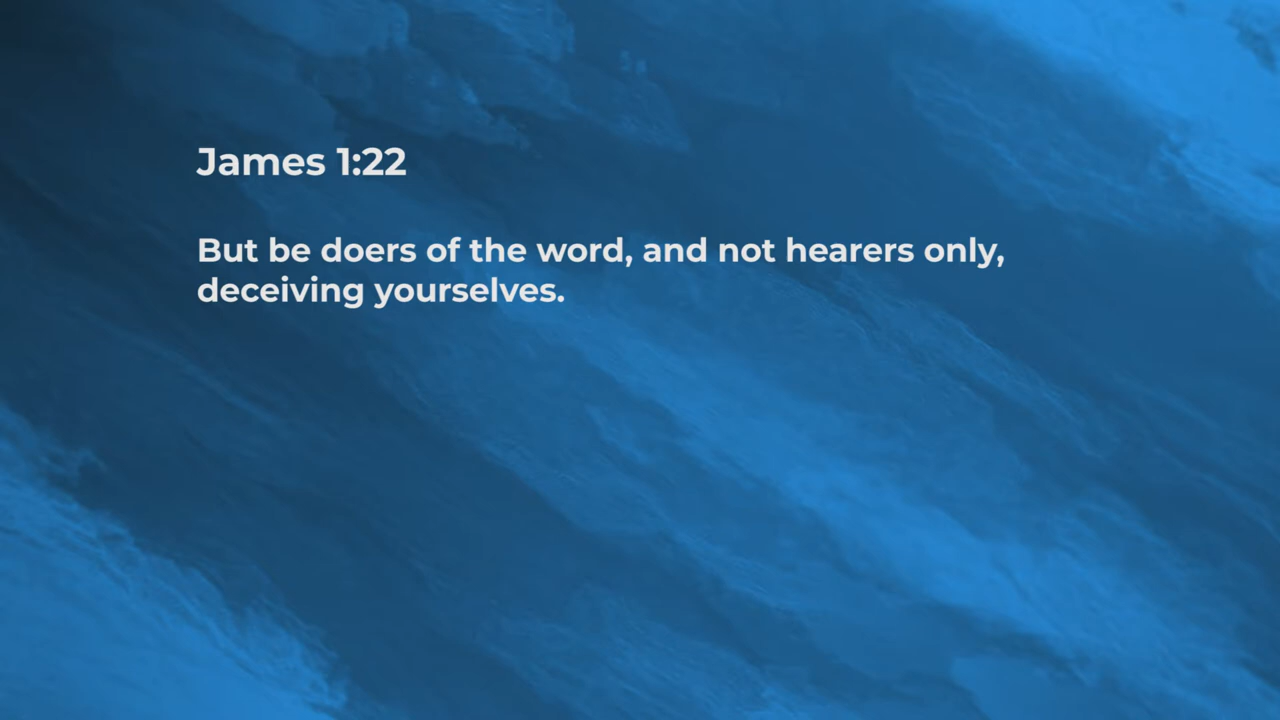 James 1:22
But be doers of the word, and not hearers only,
deceiving yourselves.